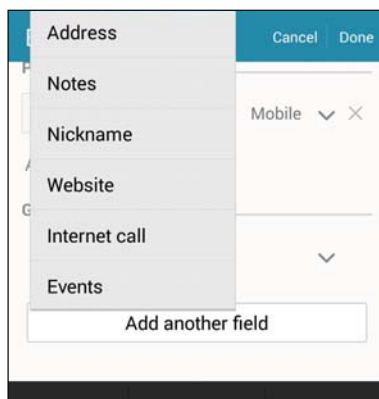 Address
Cancel Done
Notes
Mobile
Nickname
Website
Internet call
Events
Add another field